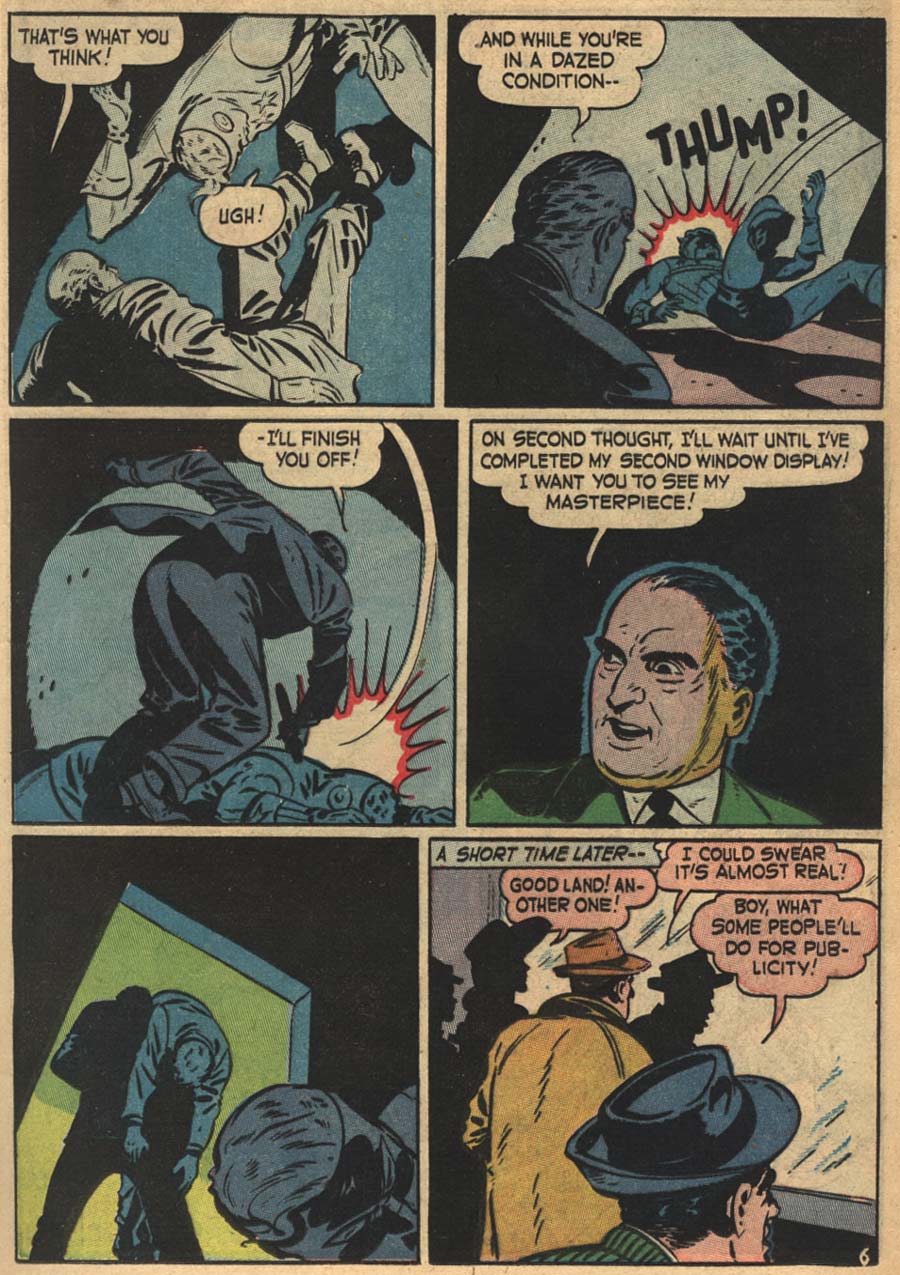 THAT'S WHAT YOU
THINK!
UGH!
AND WHILE YOU'RE
IN A DAZED
CONDITION--
THUMP!
-I'LL FINISH
YOU OFF!
ON SECOND THOUGHT, I'LL WAIT UNTIL I'VE
COMPLETED MY SECOND WINDOW DISPLAY!
I WANT YOU TO SEE MY
MASTERPIECE!
A SHORT TIME LATER--
GOOD LAND! AN-
OTHER ONE!
I COULD SWEAR
IT'S ALMOST REAL!
BOY, WHAT
SOME PEOPLE'LL
DO FOR PUB-
LICITY!
6